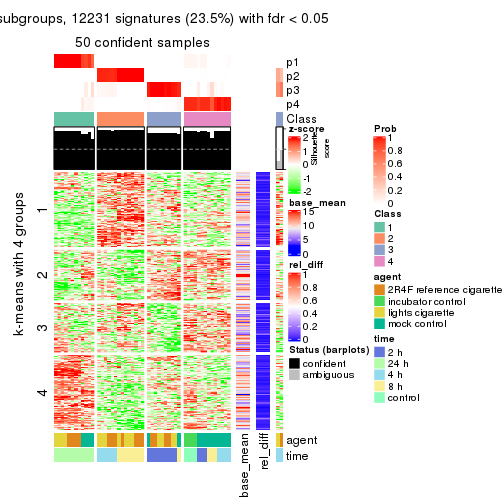 subgroups, 12231 signatures (23.5%) with fdr < 0.05
50 confident samples
p1
p2
p3
p4
Class
Silhouette
score
k-means with 4 groups
1
2
3
4
agent
time
base_mean
rel_diff
z-score
2
1
0
-1
-2
base_mean
15
10
5
0
rel_diff
1
0.8
0.6
0.4
0.2
0
Status (barplots)
confident
ambiguous
Prob
1
0.8
0.6
0.4
0.2
0
Class
1
2
3
4
agent
2R4F reference cigarette
incubator control
lights cigarette
mock control
time
2 h
24 h
4 h
8 h
control